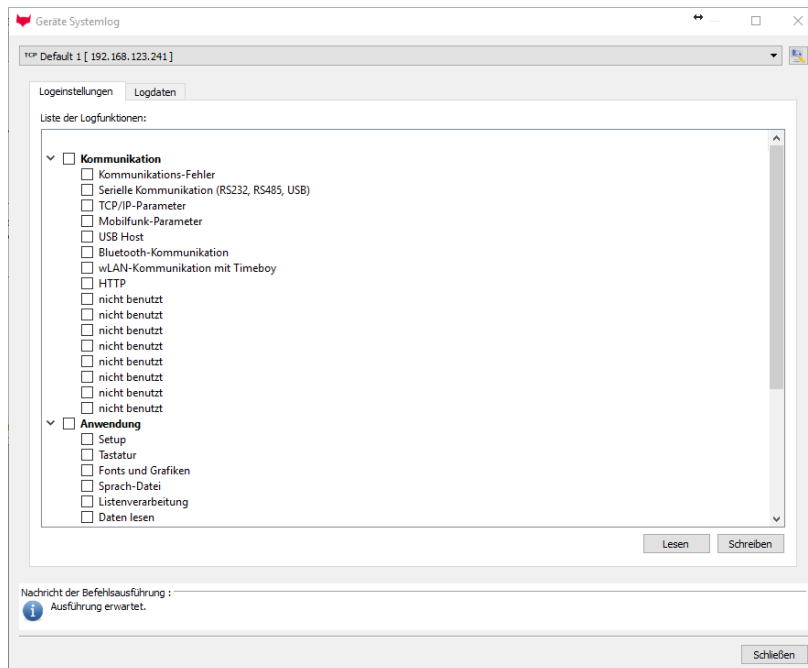 Geräte Systemlog
TCP Default 1 [ 192.168.123.241 ]
Logeinstellungen Logdaten
Liste der Logfunktionen:
Kommunikation
Kommunikations-Fehler
Serielle Kommunikation (RS232, RS485, USB)
TCP/IP-Parameter
Mobilfunk-Parameter
USB Host
Bluetooth-Kommunikation
wLAN-Kommunikation mit Timeboy
HTTP
nicht benutzt
nicht benutzt
nicht benutzt
nicht benutzt
nicht benutzt
nicht benutzt
nicht benutzt
nicht benutzt
Anwendung
Setup
Tastatur
Fonts und Grafiken
Sprach-Datei
Listenverarbeitung
Daten lesen
Lesen Schreiben
Nachricht der Befehlsausführung :
Ausführung erwartet.
Schließen